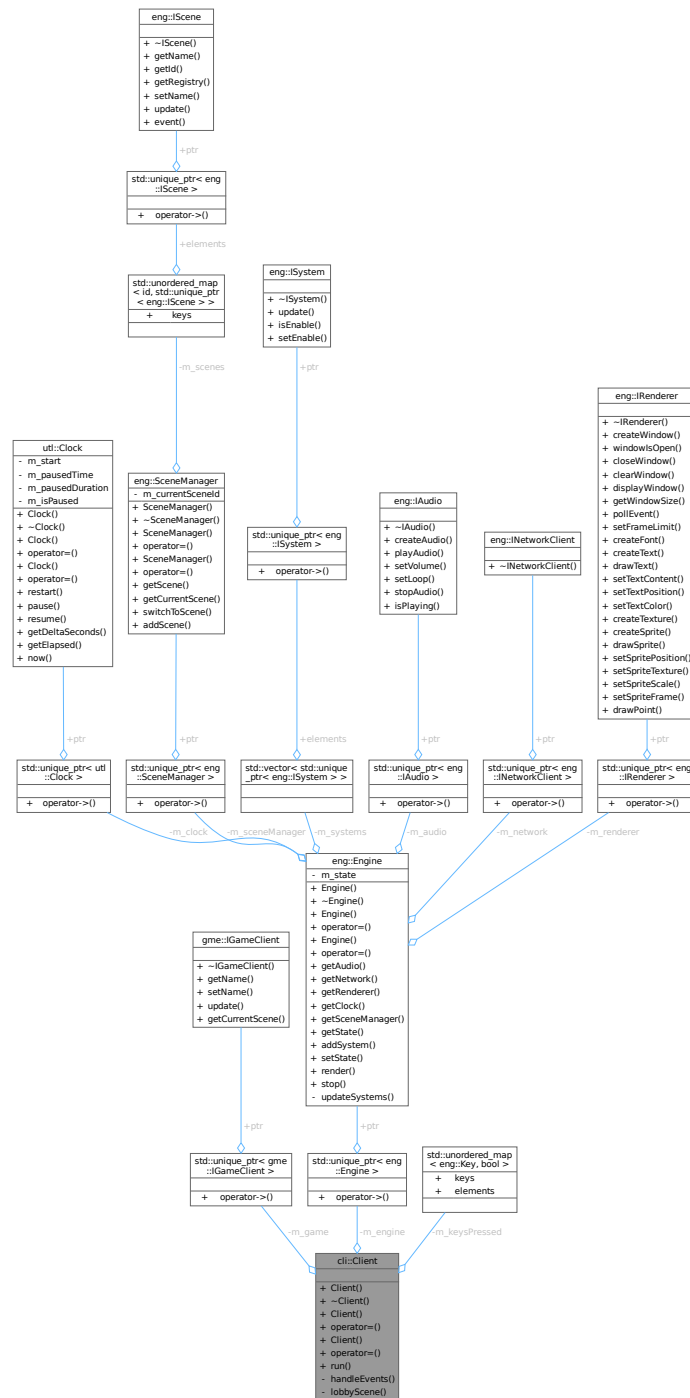 eng::IScene
+ ~IScene()
+ getName()
+ getId()
+ getRegistry()
+ setName()
+ update()
+ event()
+ptr
std::unique_ptr< eng
::IScene >
+ operator->()
+elements
std::unordered_map
< id, std::unique_ptr
< eng::IScene > >
+ keys
-m_scenes
eng::ISystem
+ ~ISystem()
+ update()
+ isEnable()
+ setEnable()
+ptr
utl::Clock
- m_start
- m_pausedTime
- m_pausedDuration
- m_isPaused
+ Clock()
+ ~Clock()
+ Clock()
+ operator=()
+ Clock()
+ operator=()
+ restart()
+ pause()
+ resume()
+ getDeltaSeconds()
+ getElapsed()
+ now()
+ptr
eng::SceneManager
- m_currentSceneId
+ SceneManager()
+ ~SceneManager()
+ SceneManager()
+ operator=()
+ SceneManager()
+ operator=()
+ getScene()
+ getCurrentScene()
+ switchToScene()
+ addScene()
+ptr
std::unique_ptr< eng
::ISystem >
+ operator->()
+elements
eng::IAudio
+ ~IAudio()
+ createAudio()
+ playAudio()
+ setVolume()
+ setLoop()
+ stopAudio()
+ isPlaying()
+ptr
eng::INetworkClient
+ ~INetworkClient()
+ptr
eng::IRenderer
+ ~IRenderer()
+ createWindow()
+ windowIsOpen()
+ closeWindow()
+ clearWindow()
+ displayWindow()
+ getWindowSize()
+ pollEvent()
+ setFrameLimit()
+ createFont()
+ createText()
+ drawText()
+ setTextContent()
+ setTextPosition()
+ setTextColor()
+ createTexture()
+ createSprite()
+ drawSprite()
+ setSpritePosition()
+ setSpriteTexture()
+ setSpriteScale()
+ setSpriteFrame()
+ drawPoint()
+ptr
std::unique_ptr< utl
::Clock >
+ operator->()
std::unique_ptr< eng
::SceneManager >
+ operator->()
std::vector< std::unique
_ptr< eng::ISystem > >
std::unique_ptr< eng
::IAudio >
+ operator->()
std::unique_ptr< eng
::INetworkClient >
+ operator->()
std::unique_ptr< eng
::IRenderer >
+ operator->()
-m_clock
-m_sceneManager
-m_systems
-m_audio
-m_network
-m_renderer
eng::Engine
- m_state
+ Engine()
+ ~Engine()
+ Engine()
+ operator=()
+ Engine()
+ operator=()
+ getAudio()
+ getNetwork()
+ getRenderer()
+ getClock()
+ getSceneManager()
+ getState()
+ addSystem()
+ setState()
+ render()
+ stop()
- updateSystems()
+ptr
gme::IGameClient
+ ~IGameClient()
+ getName()
+ setName()
+ update()
+ getCurrentScene()
+ptr
std::unique_ptr< gme
::IGameClient >
+ operator->()
std::unique_ptr< eng
::Engine >
+ operator->()
std::unordered_map
< eng::Key, bool >
+ keys
+ elements
-m_game
-m_engine
-m_keysPressed
cli::Client
+ Client()
+ ~Client()
+ Client()
+ operator=()
+ Client()
+ operator=()
+ run()
- handleEvents()
- lobbyScene()